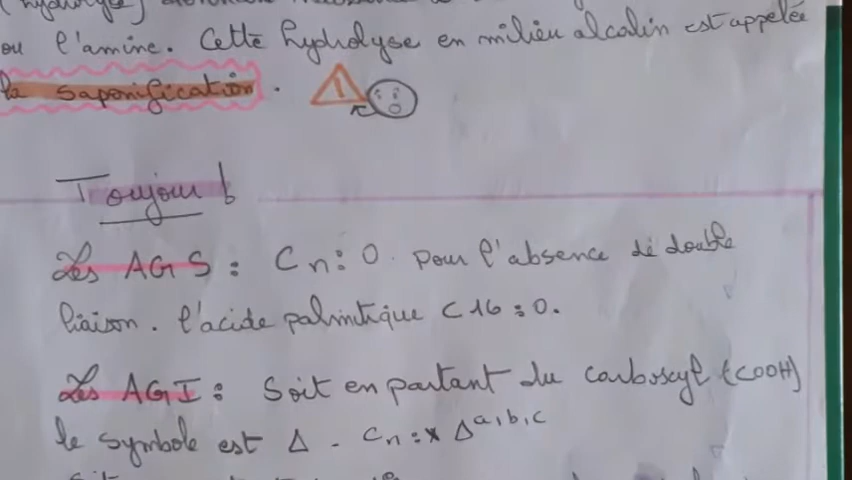 ou l'amine. Cette hydrolyse en milieu alcalin est appelée
la saponification.
Toujour !
Les AGS : Cn:0 pour l'absence de double
liaison. l'acide palmitique C16:0.
Les AGI : Soit en partant du carboxyl (COOH)
le symbole est Δ - Cn:x Δa,b,c